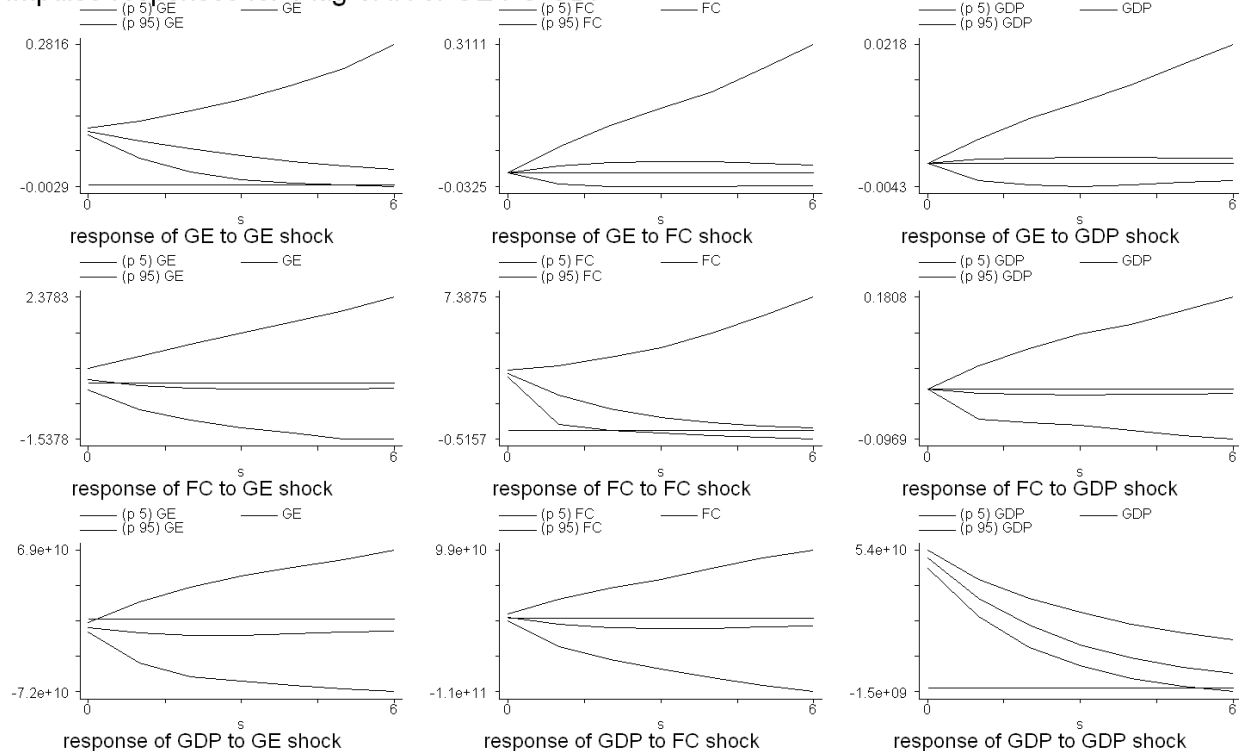 (p 5) GE GE
(p 95) GE
0.2816
-0.0029
0 6
s
response of GE to GE shock
(p 5) FC FC
(p 95) FC
0.3111
-0.0325
0 6
s
response of GE to FC shock
(p 5) GDP GDP
(p 95) GDP
0.0218
-0.0043
0 6
s
response of GE to GDP shock
(p 5) GE GE
(p 95) GE
2.3783
-1.5378
0 6
s
response of FC to GE shock
(p 5) FC FC
(p 95) FC
7.3875
-0.5157
0 6
s
response of FC to FC shock
(p 5) GDP GDP
(p 95) GDP
0.1808
-0.0969
0 6
s
response of FC to GDP shock
(p 5) GE GE
(p 95) GE
6.9e+10
-7.2e+10
0 6
s
response of GDP to GE shock
(p 5) FC FC
(p 95) FC
9.9e+10
-1.1e+11
0 6
s
response of GDP to FC shock
(p 5) GDP GDP
(p 95) GDP
5.4e+10
-1.5e+09
0 6
s
response of GDP to GDP shock